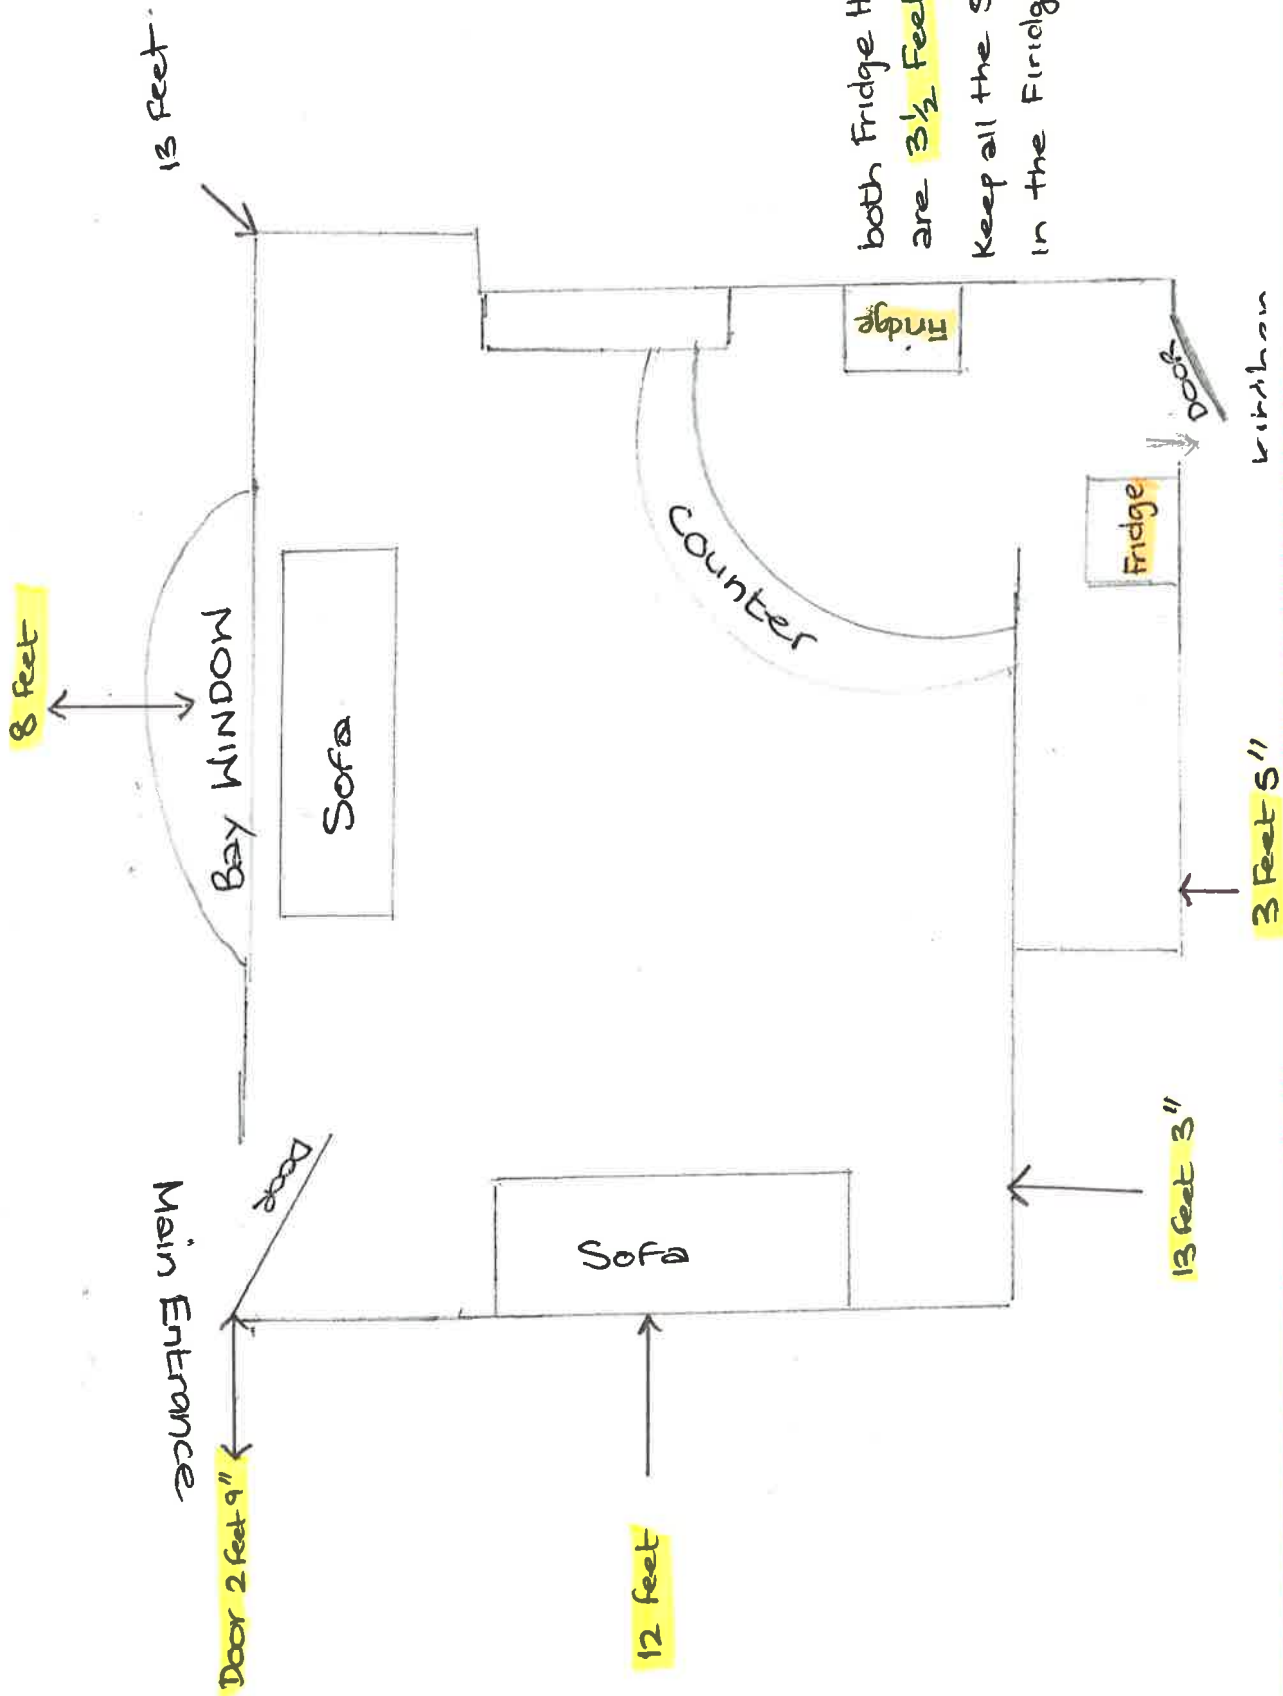 13 Feet.
8 feet
Bay WINDOW
Sofa
Main Entrance
Door
Door 2 feet 9"
12 feet
Sofa
Counter
Fridge
Fridge
DOOR
both Fridge H
are 3½ Feet
Keep all the S
in the Firidg
13 feet 3"
3 Feet 5"